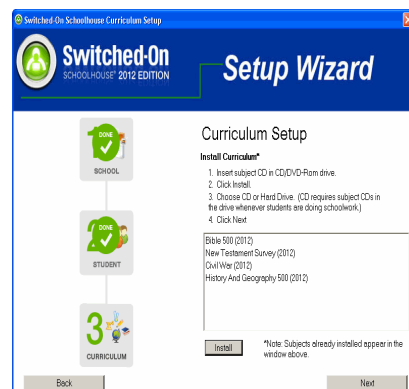 Switched-On Schoolhouse Curriculum Setup
Switched-On
SCHOOLHOUSE® 2012 EDITION
Setup Wizard
DONE
SCHOOL
DONE
STUDENT
3
CURRICULUM
Curriculum Setup
Install Curriculum*
1. Insert subject CD in CD/DVD-Rom drive.
2. Click Install.
3. Choose CD or Hard Drive. (CD requires subject CDs in
the drive whenever students are doing schoolwork.)
4. Click Next
Bible 500 (2012)
New Testament Survey (2012)
Civil War (2012)
History And Geography 500 (2012)
Install
*Note: Subjects already installed appear in the
window above.
Back
Next